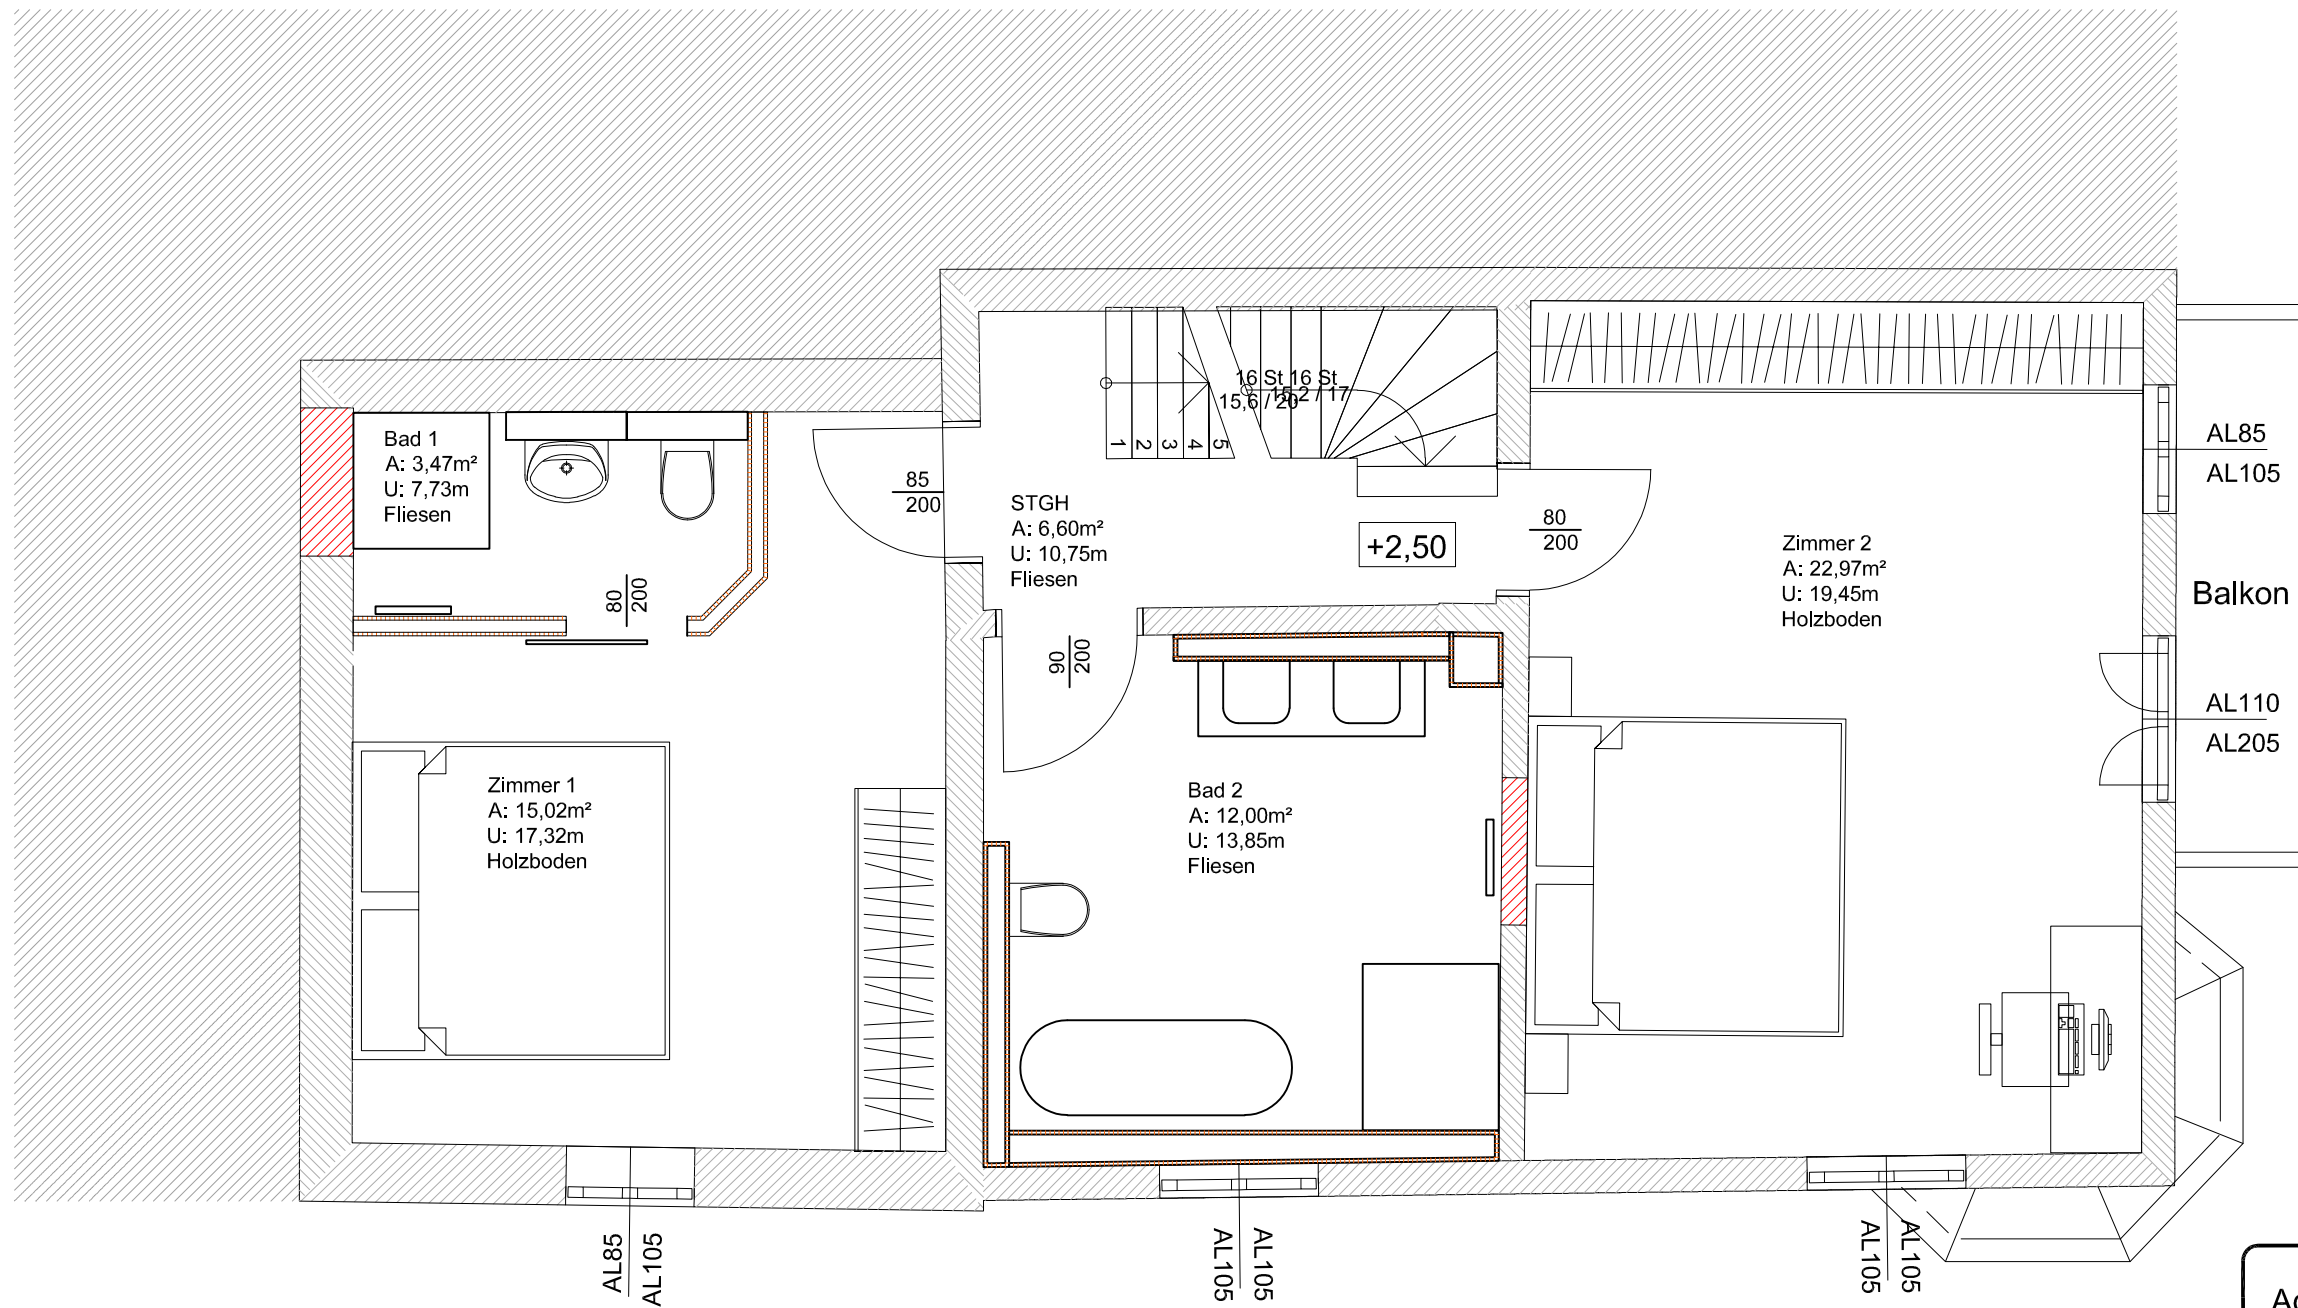 Bad 1
A: 3,47m²
U: 7,73m
Fliesen
80
200
85
200
STGH
A: 6,60m²
U: 10,75m
Fliesen
1
2
3
4
5
16 St
15,6 / 20
16 St
15,2 / 17
+2,50
80
200
Zimmer 2
A: 22,97m²
U: 19,45m
Holzboden
AL85
AL105
Balkon
AL110
AL205
90
200
Zimmer 1
A: 15,02m²
U: 17,32m
Holzboden
Bad 2
A: 12,00m²
U: 13,85m
Fliesen
AL85
AL105
AL105
AL105
AL105
AL105